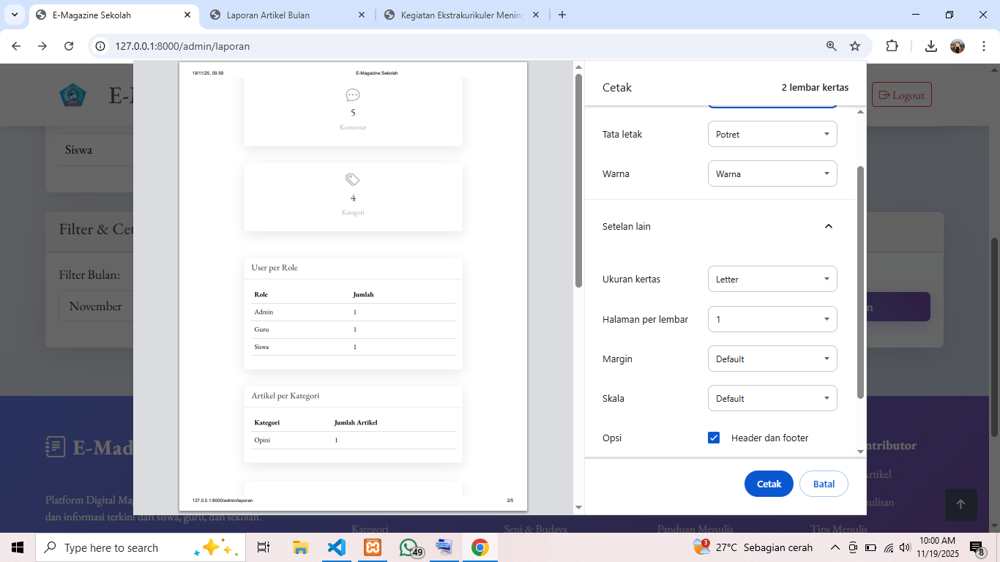 E-Magazine Sekolah
Laporan Artikel Bulan
Kegiatan Ekstrakurikuler Mening
127.0.0.1:8000/admin/laporan
Logout
Siswa
Filter & Cet
Filter Bulan:
November
19/11/25, 09.59
E-Magazine Sekolah
5
Komentar
4
Kategori
User per Role
Role Jumlah
Admin 1
Guru 1
Siswa 1
Artikel per Kategori
Kategori Jumlah Artikel
Opini 1
127.0.0.1:8000/admin/laporan
2/5
Cetak
2 lembar kertas
Tata letak
Potret
Warna
Warna
Setelan lain
Ukuran kertas
Letter
Halaman per lembar
1
Margin
Default
Skala
Default
Opsi
Header dan footer
Cetak
Batal
E-Mad
Platform Digital Mag
dan informasi terkini dari siswa, guru, dan sekolah.
Kategori
Seni & Budaya
Panduan Menulis
Tips Menulis
ntributor
Artikel
nulisan
Type here to search
49
3
27°C Sebagian cerah
10:00 AM
11/19/2025
8